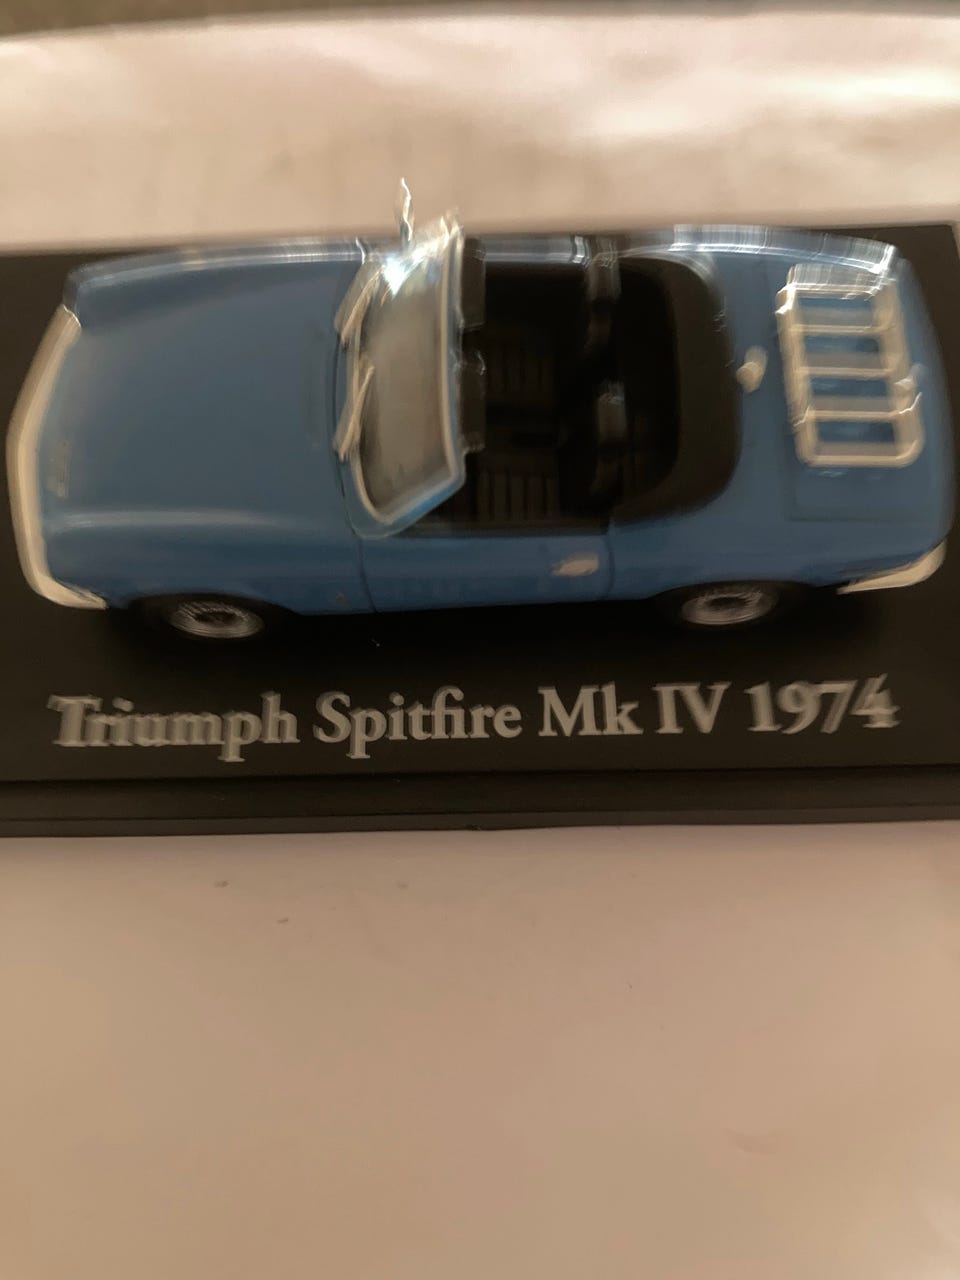 Triumph Spitfire Mk IV 1974